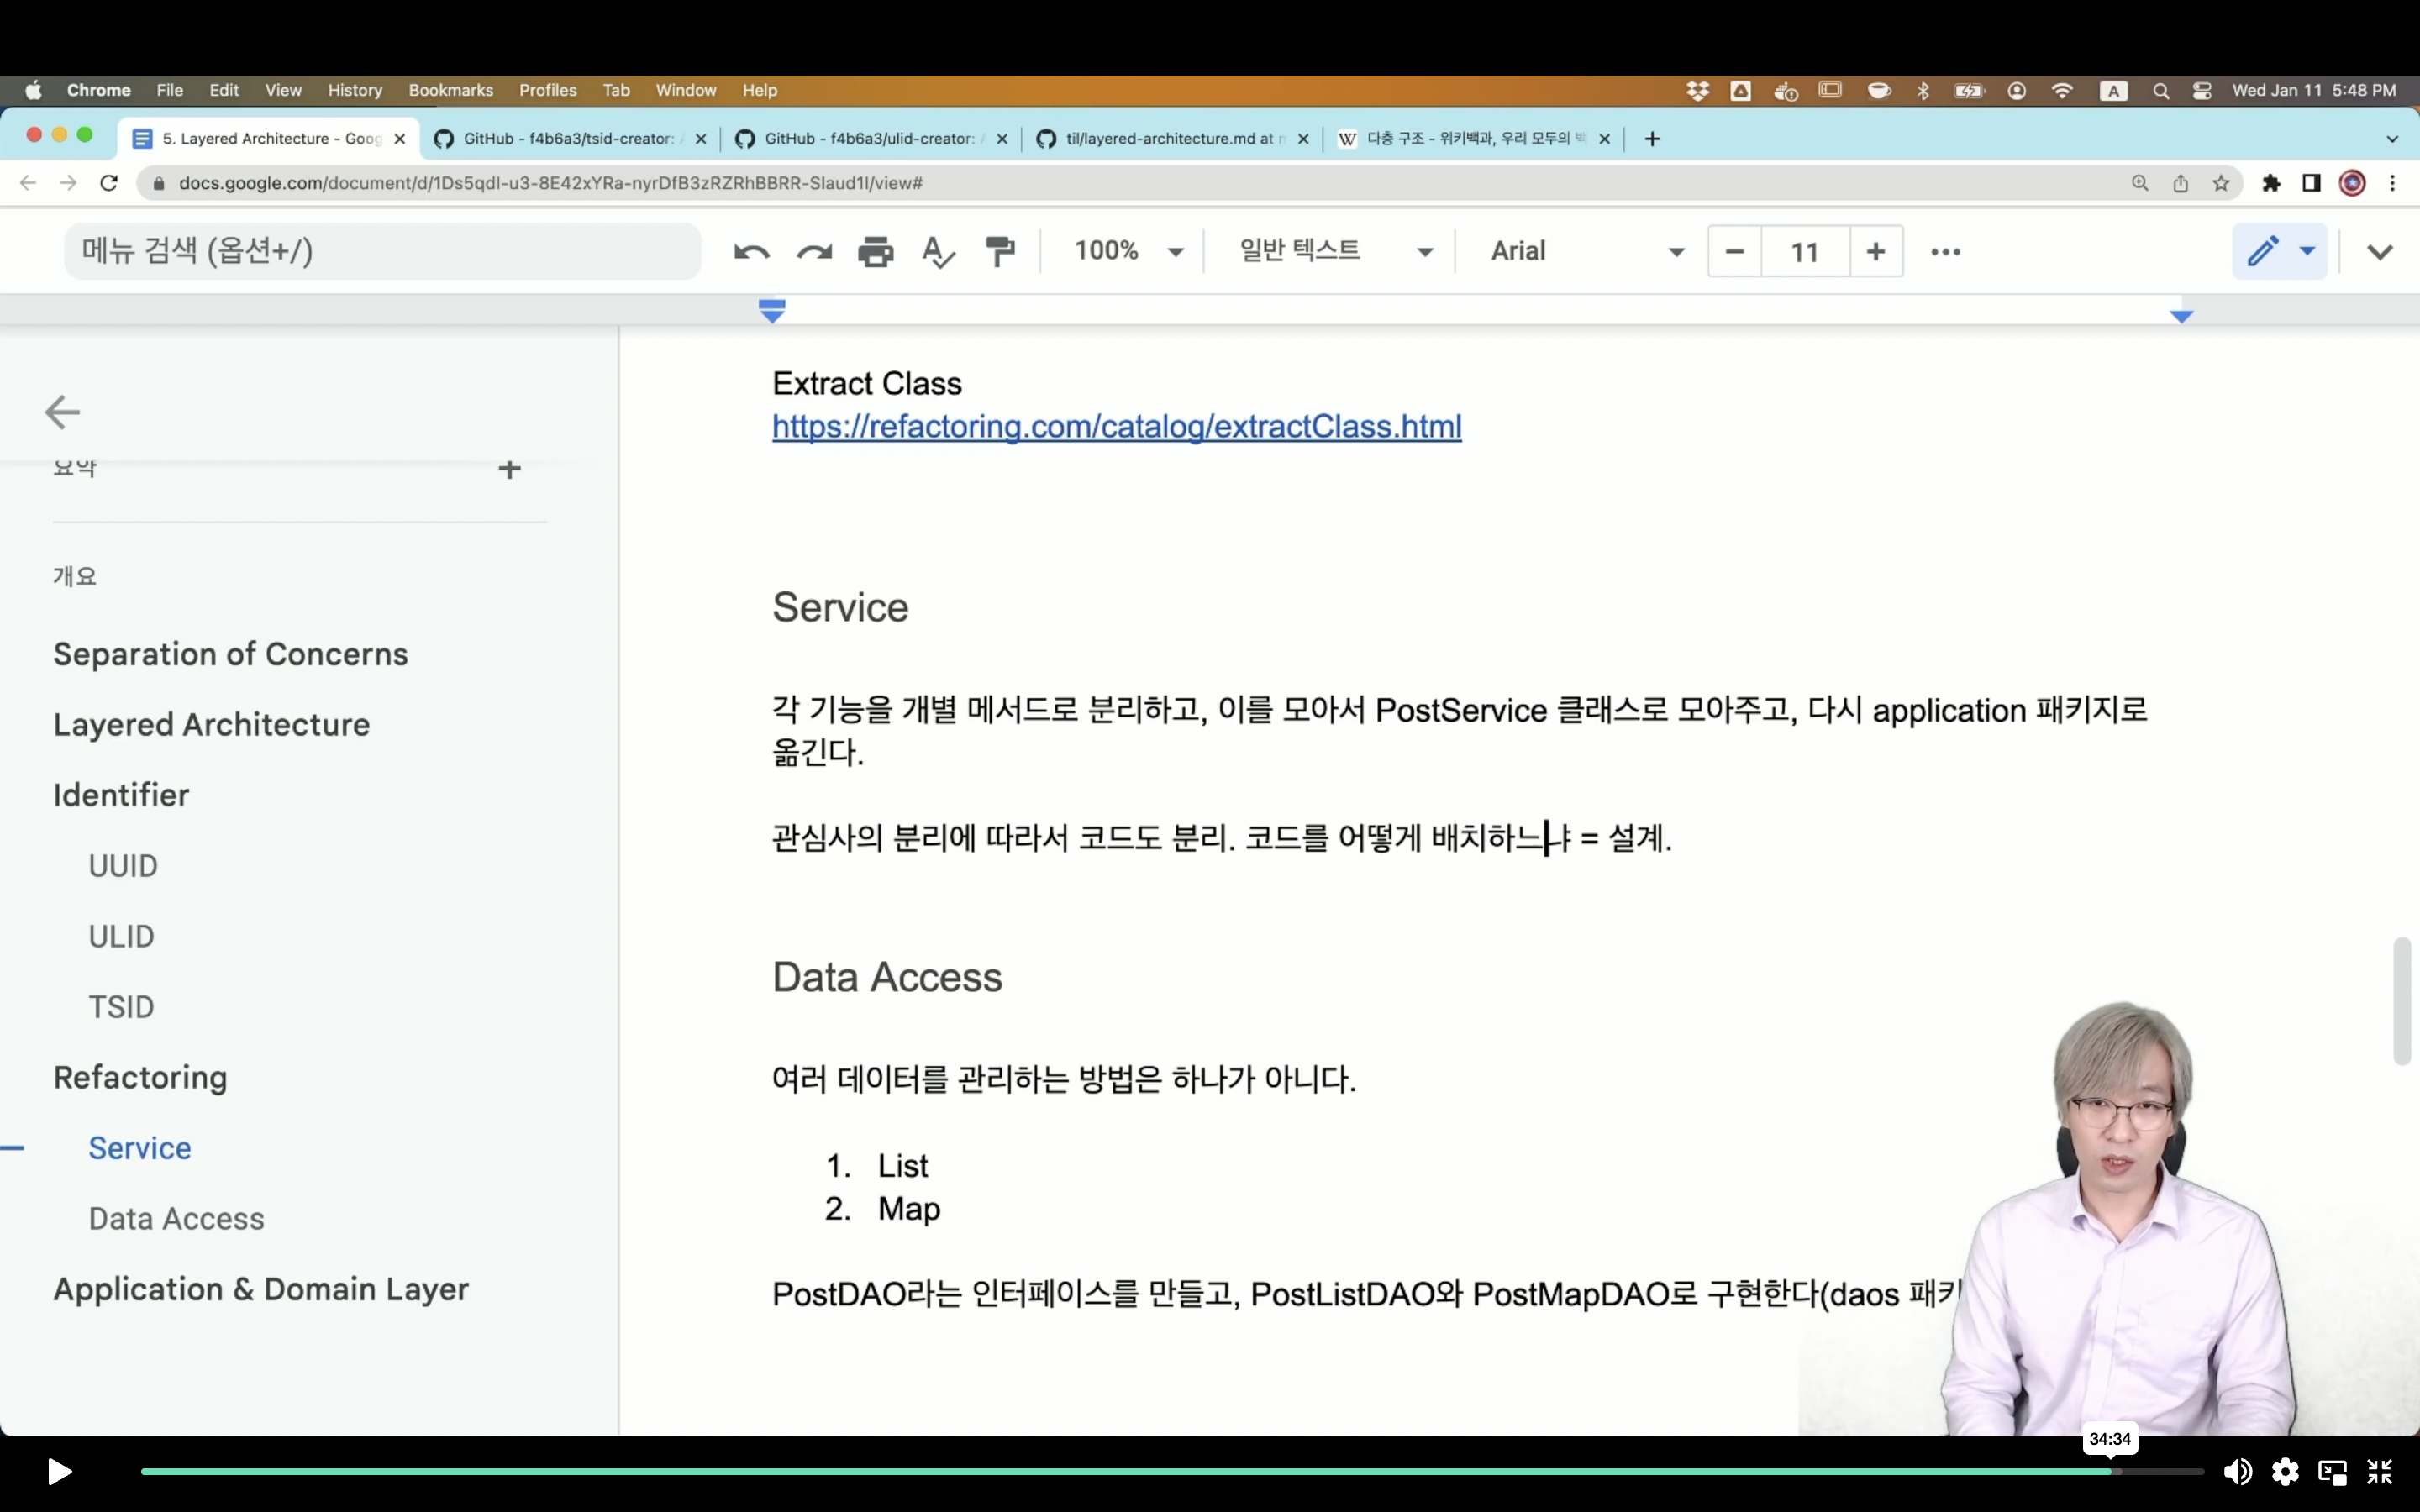 Chrome File Edit View History Bookmarks Profiles Tab Window Help A Wed Jan 11 5:48 PM
5. Layered Architecture - Goog
GitHub - f4b6a3/tsid-creator:
GitHub - f4b6a3/ulid-creator:
til/layered-architecture.md at
W 다층 구조 - 위키백과, 우리 모두의
docs.google.com/document/d/1Ds5qdl-u3-8E42xYRa-nyrDfB3zRZRhBBRR-Slaud1I/view#
메뉴 검색 (옵션+/) 100% 일반 텍스트 Arial 11
요약
개요
Separation of Concerns
Layered Architecture
Identifier
UUID
ULID
TSID
Refactoring
Service
Data Access
Application & Domain Layer
Extract Class
https://refactoring.com/catalog/extractClass.html
Service
각 기능을 개별 메서드로 분리하고, 이를 모아서 PostService 클래스로 모아주고, 다시 application 패키지로
옮긴다.
관심사의 분리에 따라서 코드도 분리. 코드를 어떻게 배치하느냐 = 설계.
Data Access
여러 데이터를 관리하는 방법은 하나가 아니다.
1. List
2. Map
PostDAO라는 인터페이스를 만들고, PostListDAO와 PostMapDAO로 구현한다(daos 패키
34:34